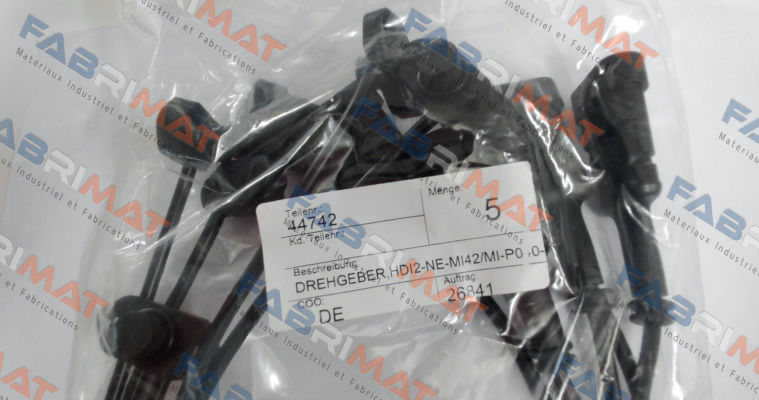 FABRIMAT
Matériaux Industriel et Fabrications
Teilenr.:
44742
Menge:
5
Kd. Teilenr.:
Beschreibung:
DREHGEBER.HDI2-NE-MI42/MI-P0
COO:
DE
Auftrag:
26841